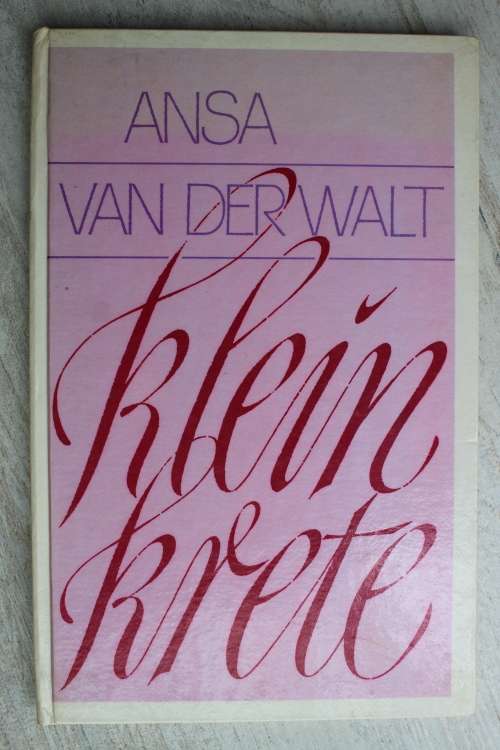 ANSA
VAN DER WALT
klein
krete